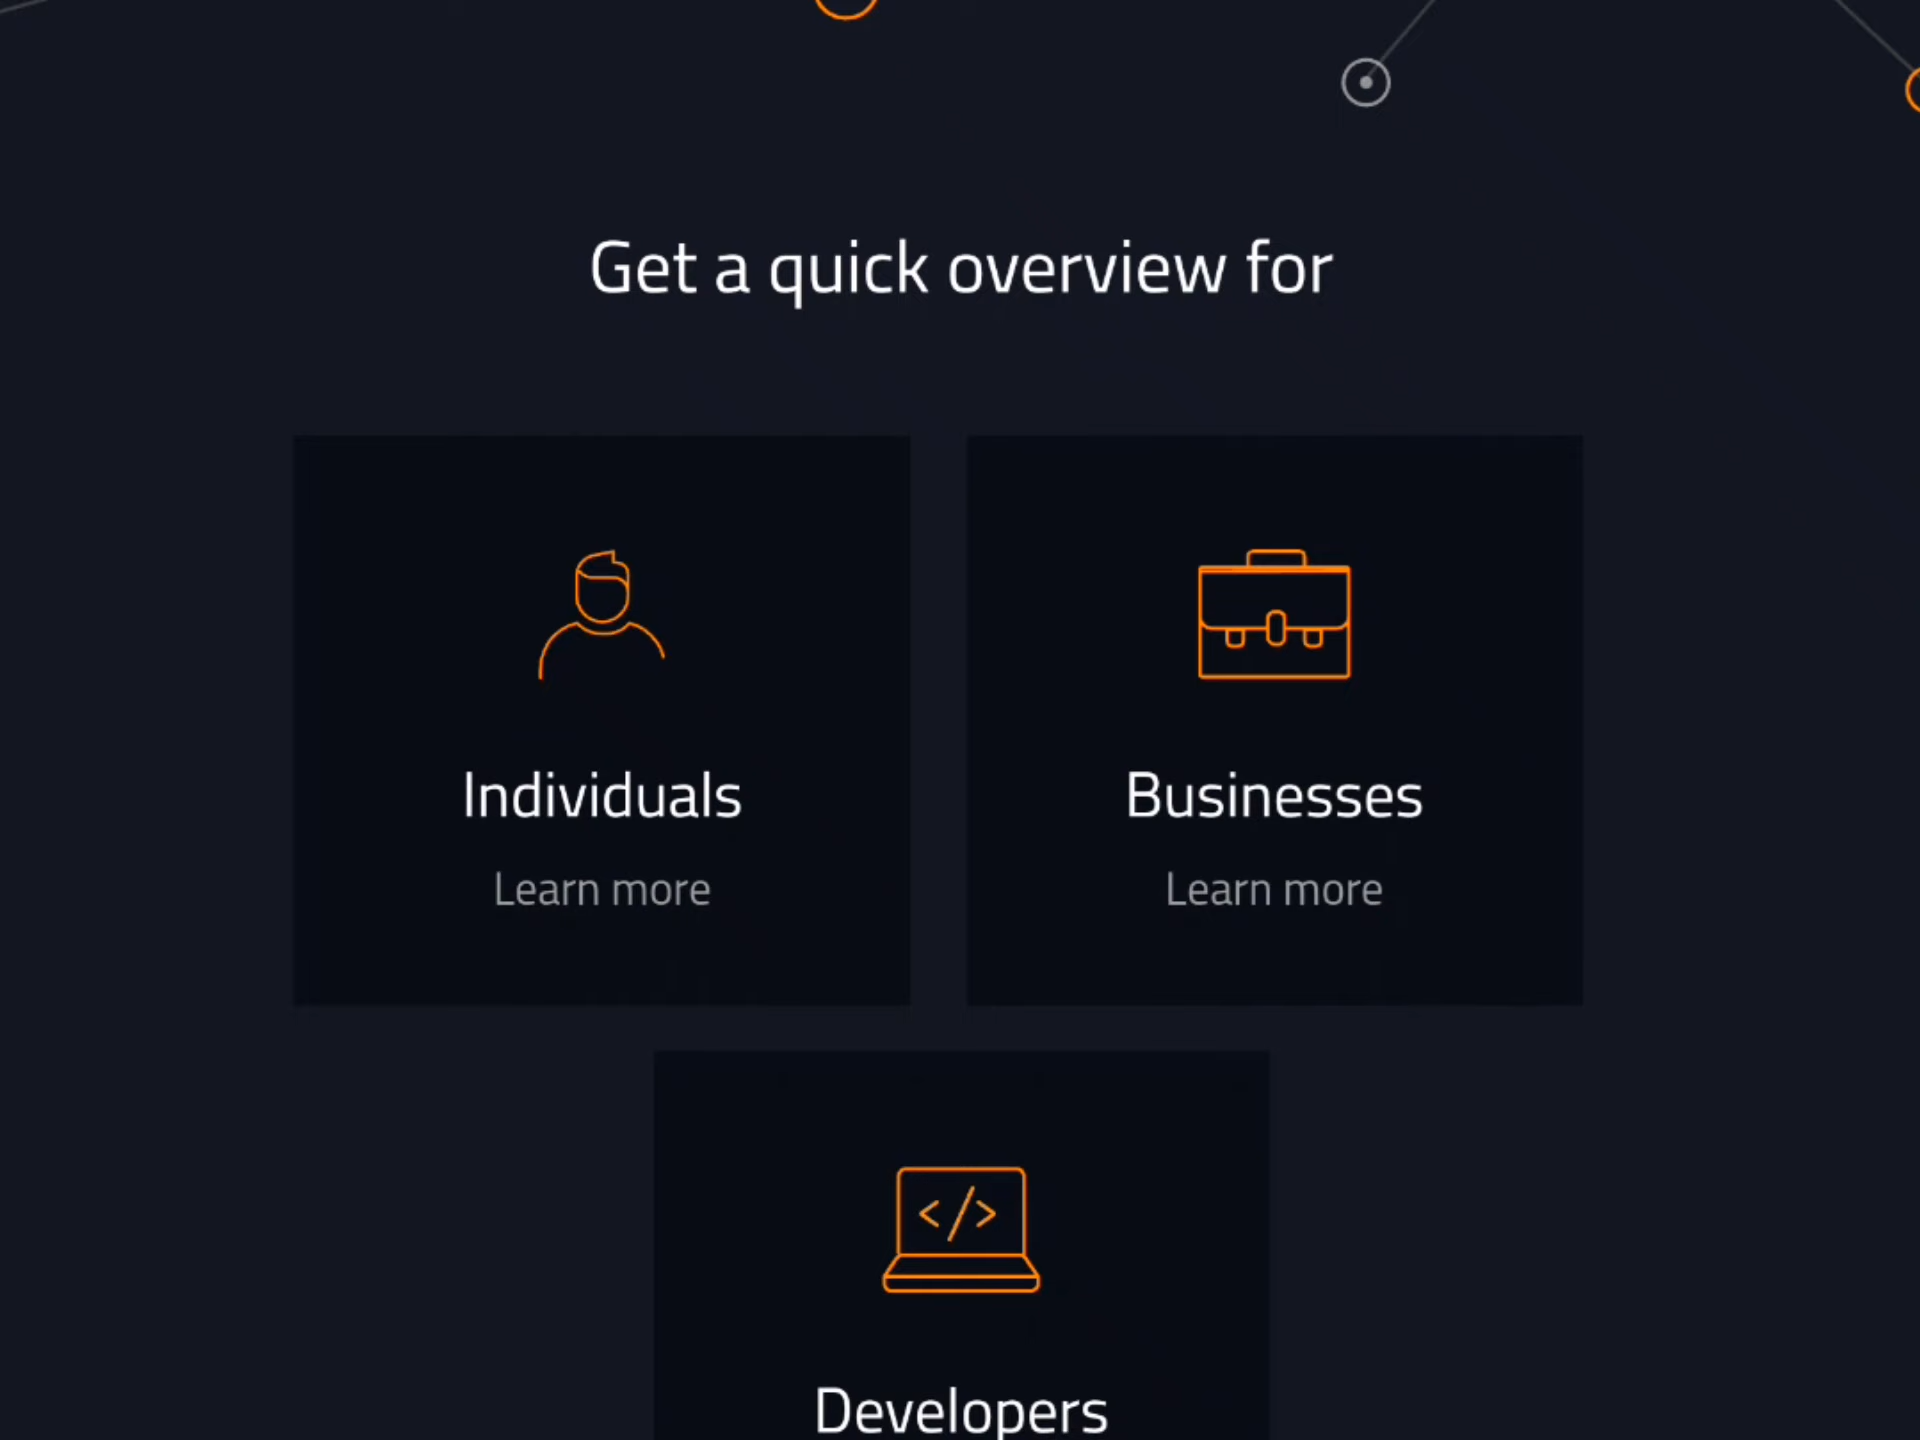 Get a quick overview for
Individuals
Learn more
Businesses
Learn more
</>
Developers